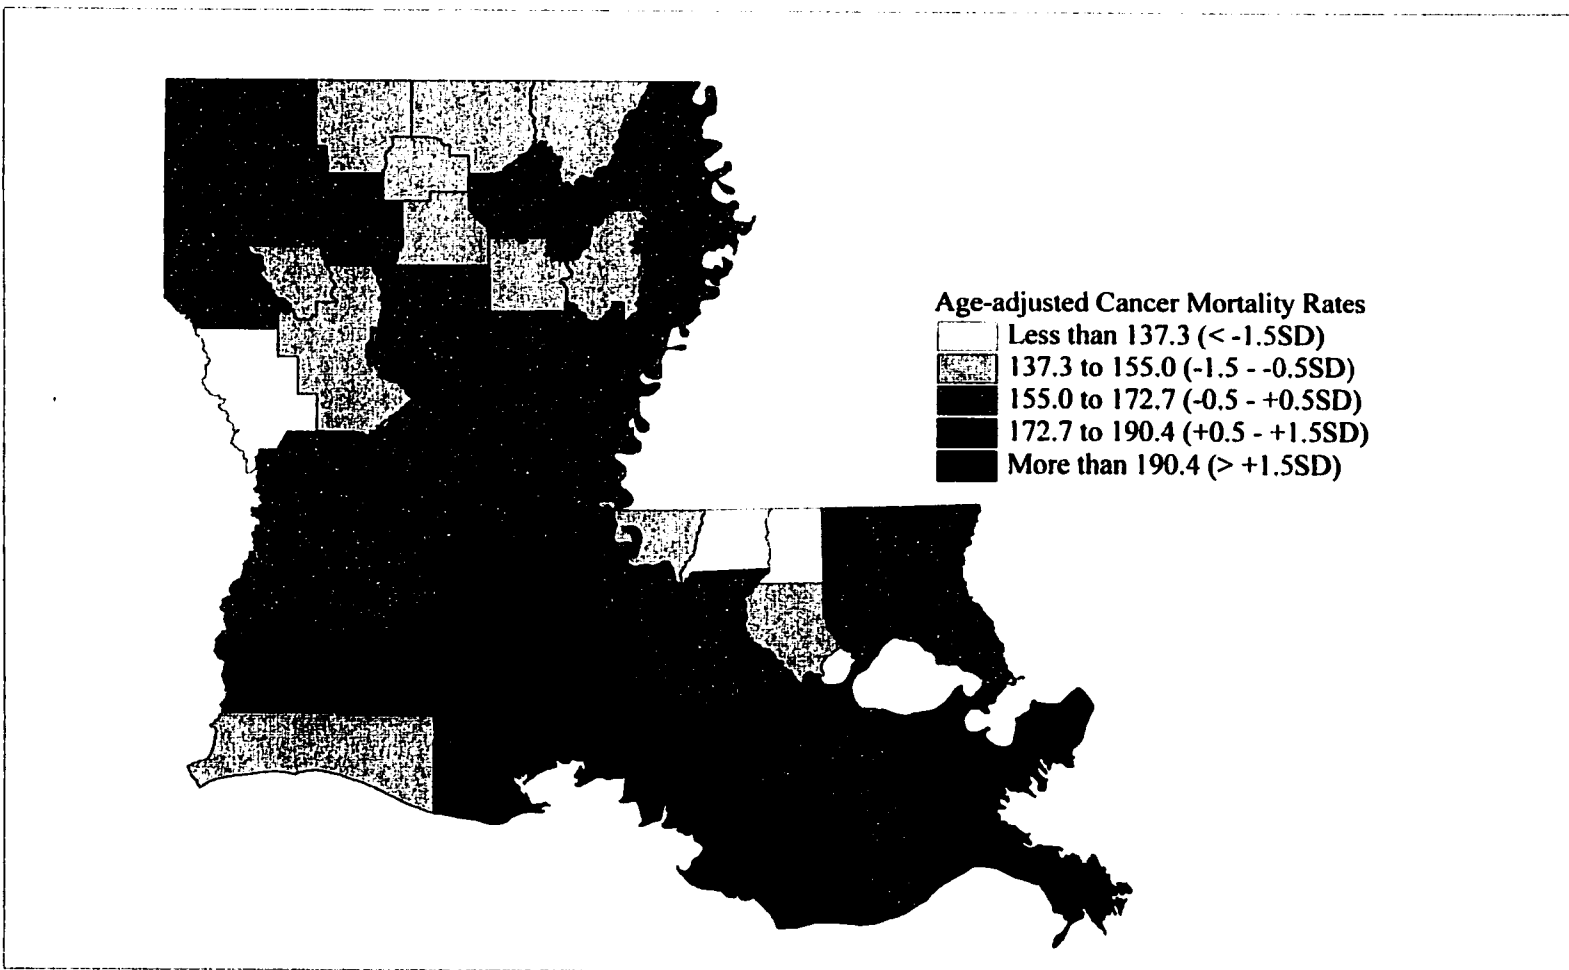 Age-adjusted Cancer Mortality Rates
Less than 137.3 (< -1.5SD)
137.3 to 155.0 (-1.5 - -0.5SD)
155.0 to 172.7 (-0.5 - +0.5SD)
172.7 to 190.4 (+0.5 - +1.5SD)
More than 190.4 (> +1.5SD)